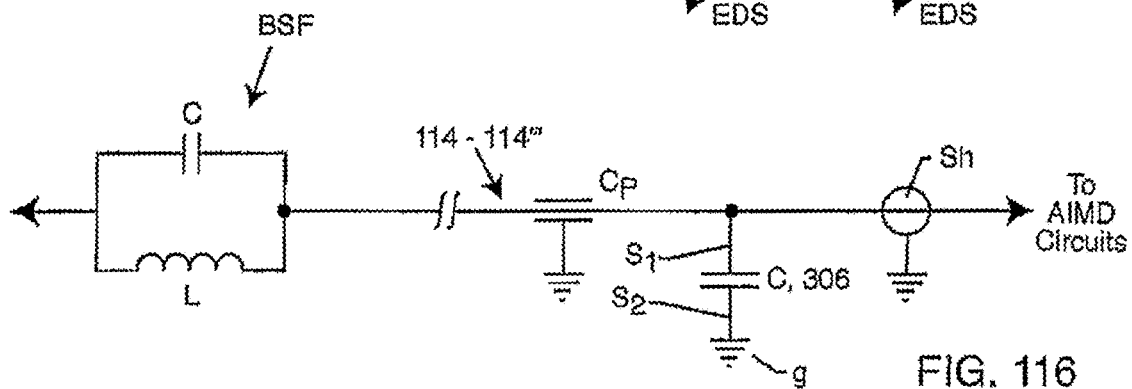 EDS EDS
BSF
C
L
114 - 114'''
CP
Sh
To
AIMD
Circuits
S1
C, 306
S2
g
FIG. 116